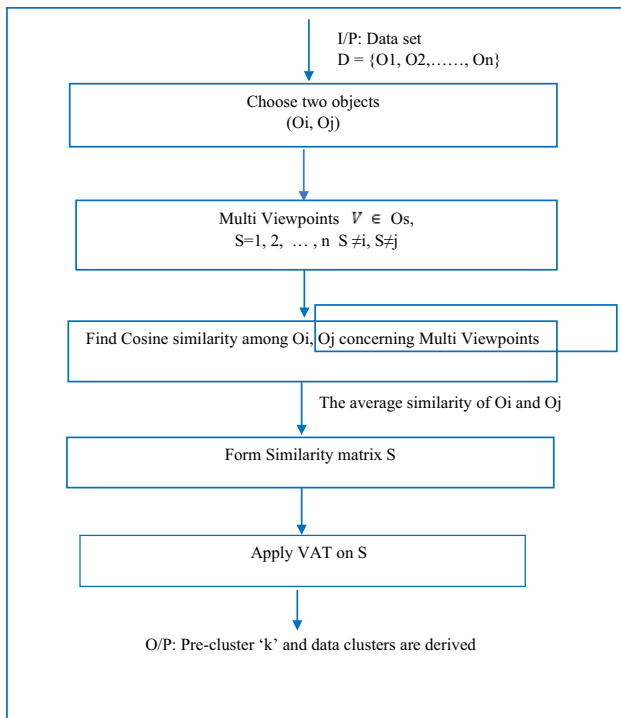 I/P: Data set
D = {O1, O2,……, On}
Choose two objects
(Oi, Oj)
Multi Viewpoints 𝑉 ∈ Os,
S=1, 2, … , n S ≠i, S≠j
Find Cosine similarity among Oi, Oj concerning Multi Viewpoints
The average similarity of Oi and Oj
Form Similarity matrix S
Apply VAT on S
O/P: Pre-cluster ‘k’ and data clusters are derived